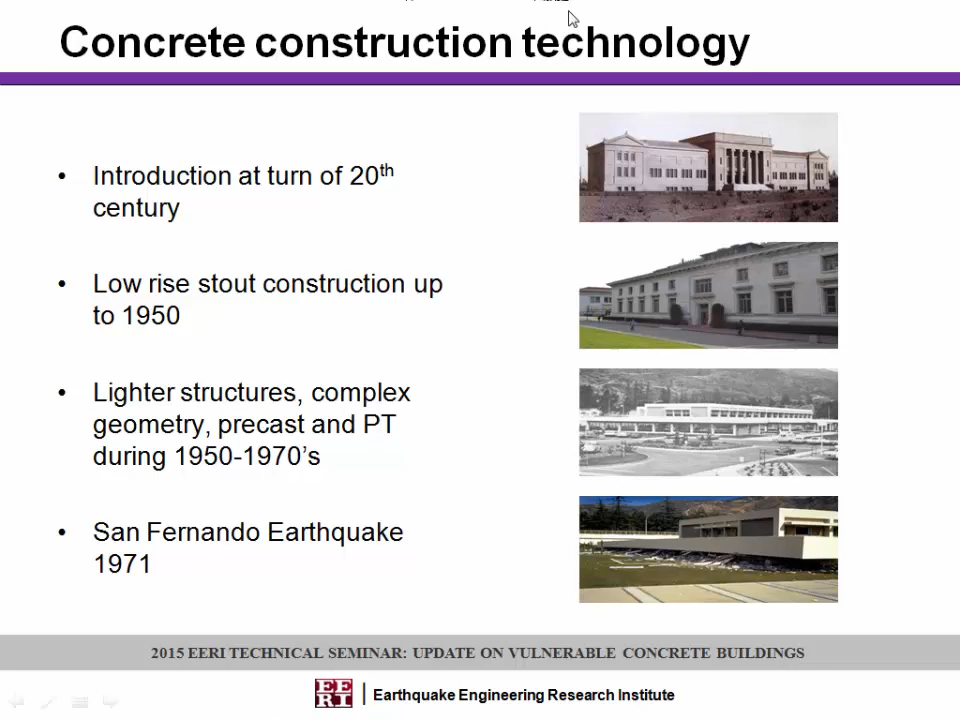 Concrete construction technology
• Introduction at turn of 20th
century
• Low rise stout construction up
to 1950
• Lighter structures, complex
geometry, precast and PT
during 1950-1970's
• San Fernando Earthquake
1971
2015 EERI TECHNICAL SEMINAR: UPDATE ON VULNERABLE CONCRETE BUILDINGS
EE
RI
Earthquake Engineering Research Institute